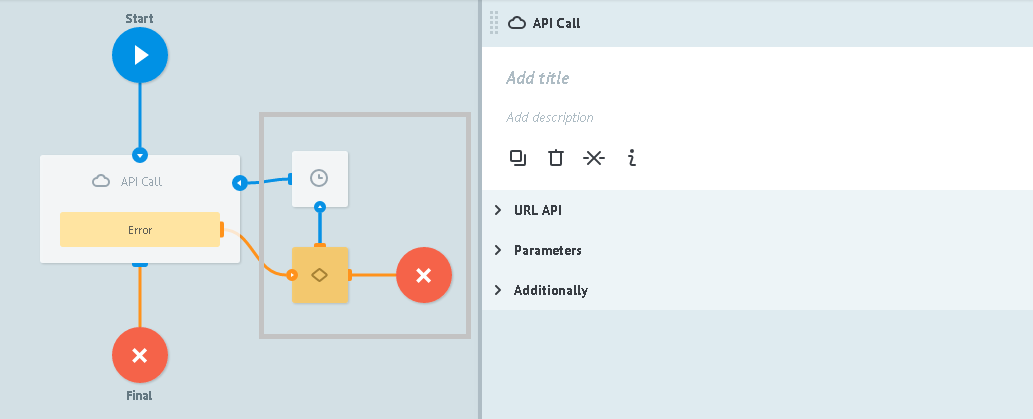 Start
API Call
Error
Final
API Call
Add title
Add description
URL API
Parameters
Additionally